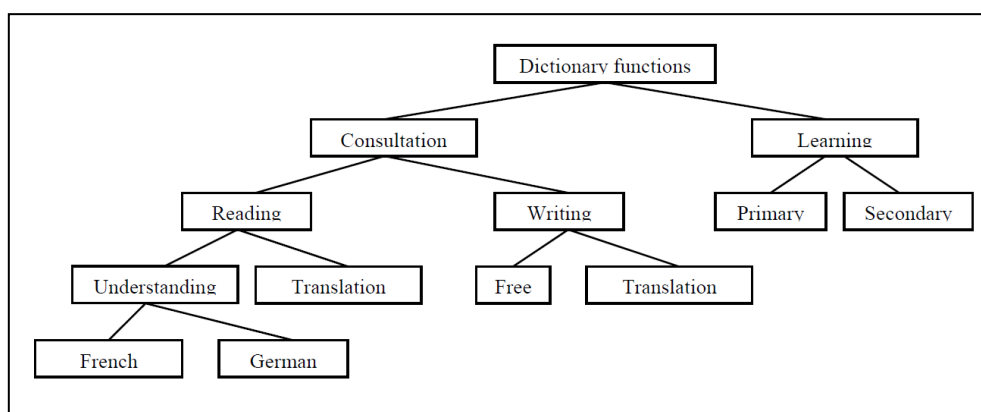 Dictionary functions
Consultation
Learning
Reading
Writing
Primary
Secondary
Understanding
Translation
Free
Translation
French
German